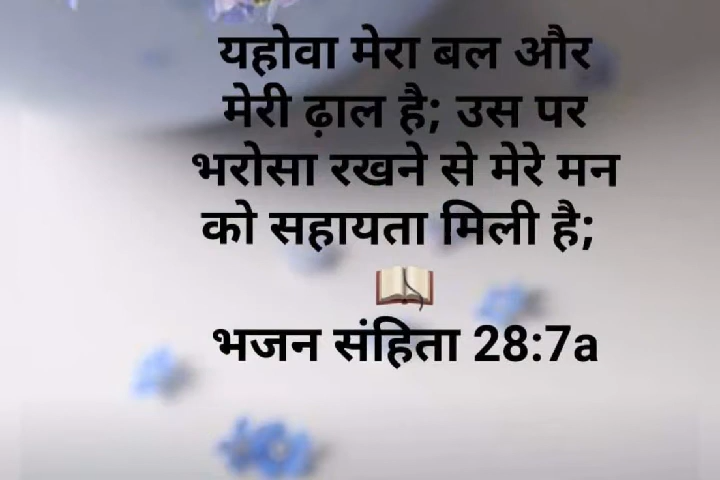 यहोवा मेरा बल और
मेरी ढ़ाल है; उस पर
भरोसा रखने से मेरे मन
को सहायता मिली है;
भजन संहिता 28:7a